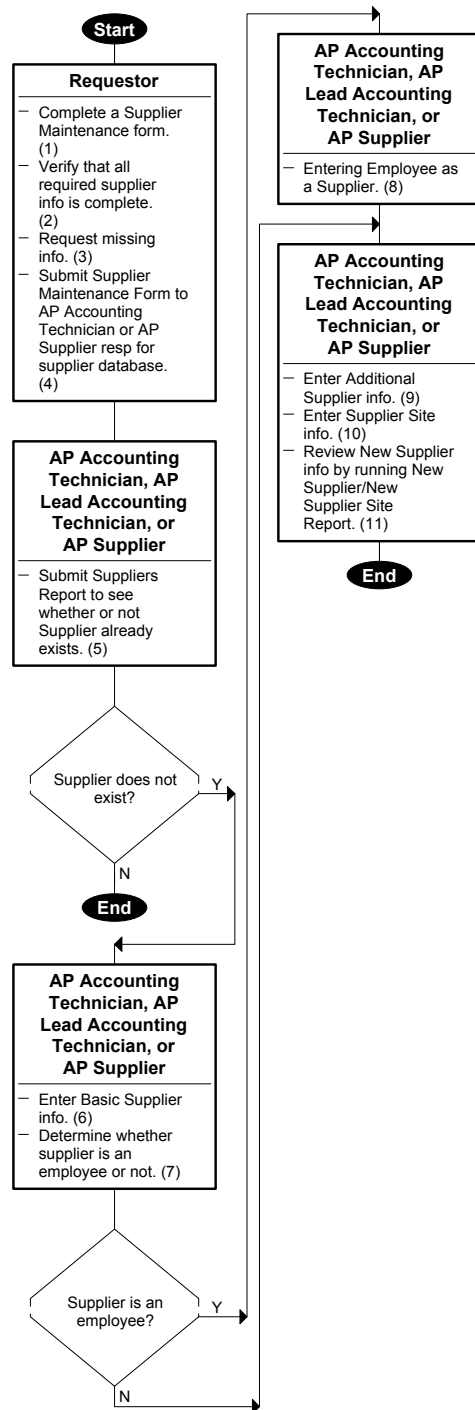 Start
Requestor
– Complete a Supplier
Maintenance form.
(1)
– Verify that all
required supplier
info is complete.
(2)
– Request missing
info. (3)
– Submit Supplier
Maintenance Form to
AP Accounting
Technician or AP
Supplier resp for
supplier database.
(4)
AP Accounting
Technician, AP
Lead Accounting
Technician, or
AP Supplier
– Submit Suppliers
Report to see
whether or not
Supplier already
exists. (5)
Supplier does not
exist?
Y
N
End
AP Accounting
Technician, AP
Lead Accounting
Technician, or
AP Supplier
– Enter Basic Supplier
info. (6)
– Determine whether
supplier is an
employee or not. (7)
Supplier is an
employee?
Y
N
AP Accounting
Technician, AP
Lead Accounting
Technician, or
AP Supplier
– Entering Employee as
a Supplier. (8)
AP Accounting
Technician, AP
Lead Accounting
Technician, or
AP Supplier
– Enter Additional
Supplier info. (9)
– Enter Supplier Site
info. (10)
– Review New Supplier
info by running New
Supplier/New
Supplier Site
Report. (11)
End